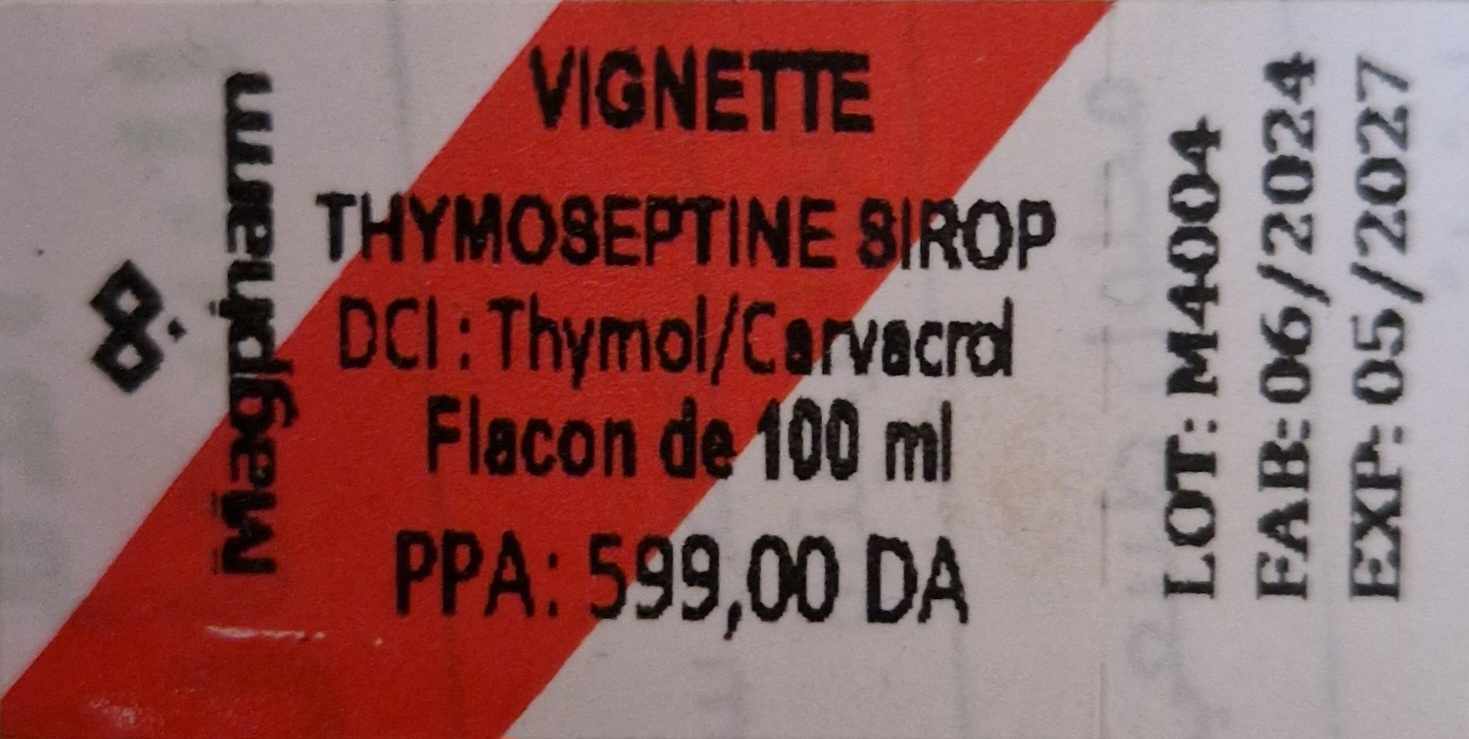 Magpharm
VIGNETTE
THYMOSEPTINE SIROP
DCI : Thymol/Carvacrol
Flacon de 100 ml
PPA: 599,00 DA
LOT: M4004
FAB:06/2024
EXP: 05/2027